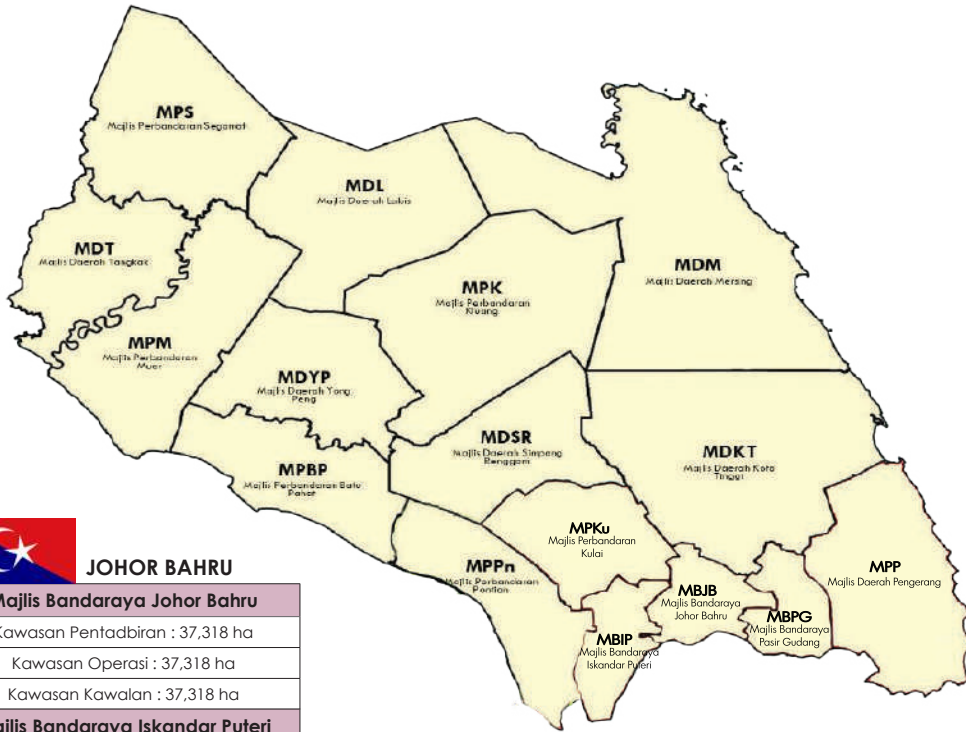 MPS
Majlis Perbandaran Segamat
MDL
Majlis Daerah Labis
MDT
Majlis Daerah Tangkak
MDM
Majlis Daerah Mersing
MPK
Majlis Perbandaran
Kluang
MPM
Majlis Perbandaran
Muar
MDYP
Majlis Daerah Yong
Peng
MDSR
Majlis Daerah Simpang
Renggam
MDKT
Majlis Daerah Kota
Tinggi
MPBP
Majlis Perbandaran Batu
Pahat
MPKu
Majlis Perbandaran
Kulai
MPPn
Majlis Perbandaran
Pontian
MPP
Majlis Daerah Pengerang
MBJB
Majlis Bandaraya
Johor Bahru
MBPG
Majlis Bandaraya
Pasir Gudang
MBIP
Majlis Bandaraya
Iskandar Puteri
JOHOR BAHRU
Majlis Bandaraya Johor Bahru
Kawasan Pentadbiran : 37,318 ha
Kawasan Operasi : 37,318 ha
Kawasan Kawalan : 37,318 ha
Majlis Bandaraya Iskandar Puteri